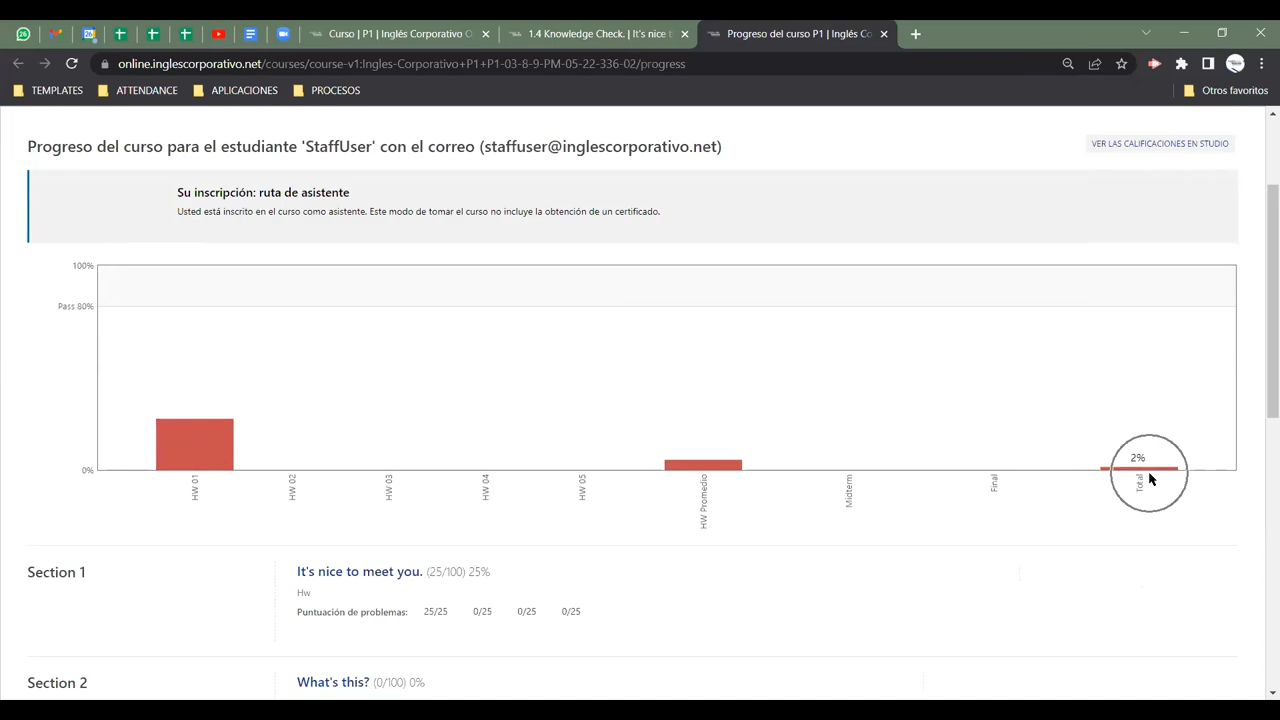 26
26
Curso | P1 | Inglés Corporativo O
1.4 Knowledge Check. | It's nice t
Progreso del curso P1 | Inglés Co
online.inglescorporativo.net/courses/course-v1:Ingles-Corporativo+P1+P1-03-8-9-PM-05-22-336-02/progress
TEMPLATES
ATTENDANCE
APLICACIONES
PROCESOS
Otros favoritos
Progreso del curso para el estudiante 'StaffUser' con el correo (staffuser@inglescorporativo.net)
VER LAS CALIFICACIONES EN STUDIO
Su inscripción: ruta de asistente
Usted está inscrito en el curso como asistente. Este modo de tomar el curso no incluye la obtención de un certificado.
100%
Pass 80%
0%
2%
HW 01
HW 02
HW 03
HW 04
HW 05
HW Promedio
Midterm
Final
Total
Section 1
It's nice to meet you. (25/100) 25%
Hw
Puntuación de problemas: 25/25 0/25 0/25 0/25
Section 2
What's this? (0/100) 0%